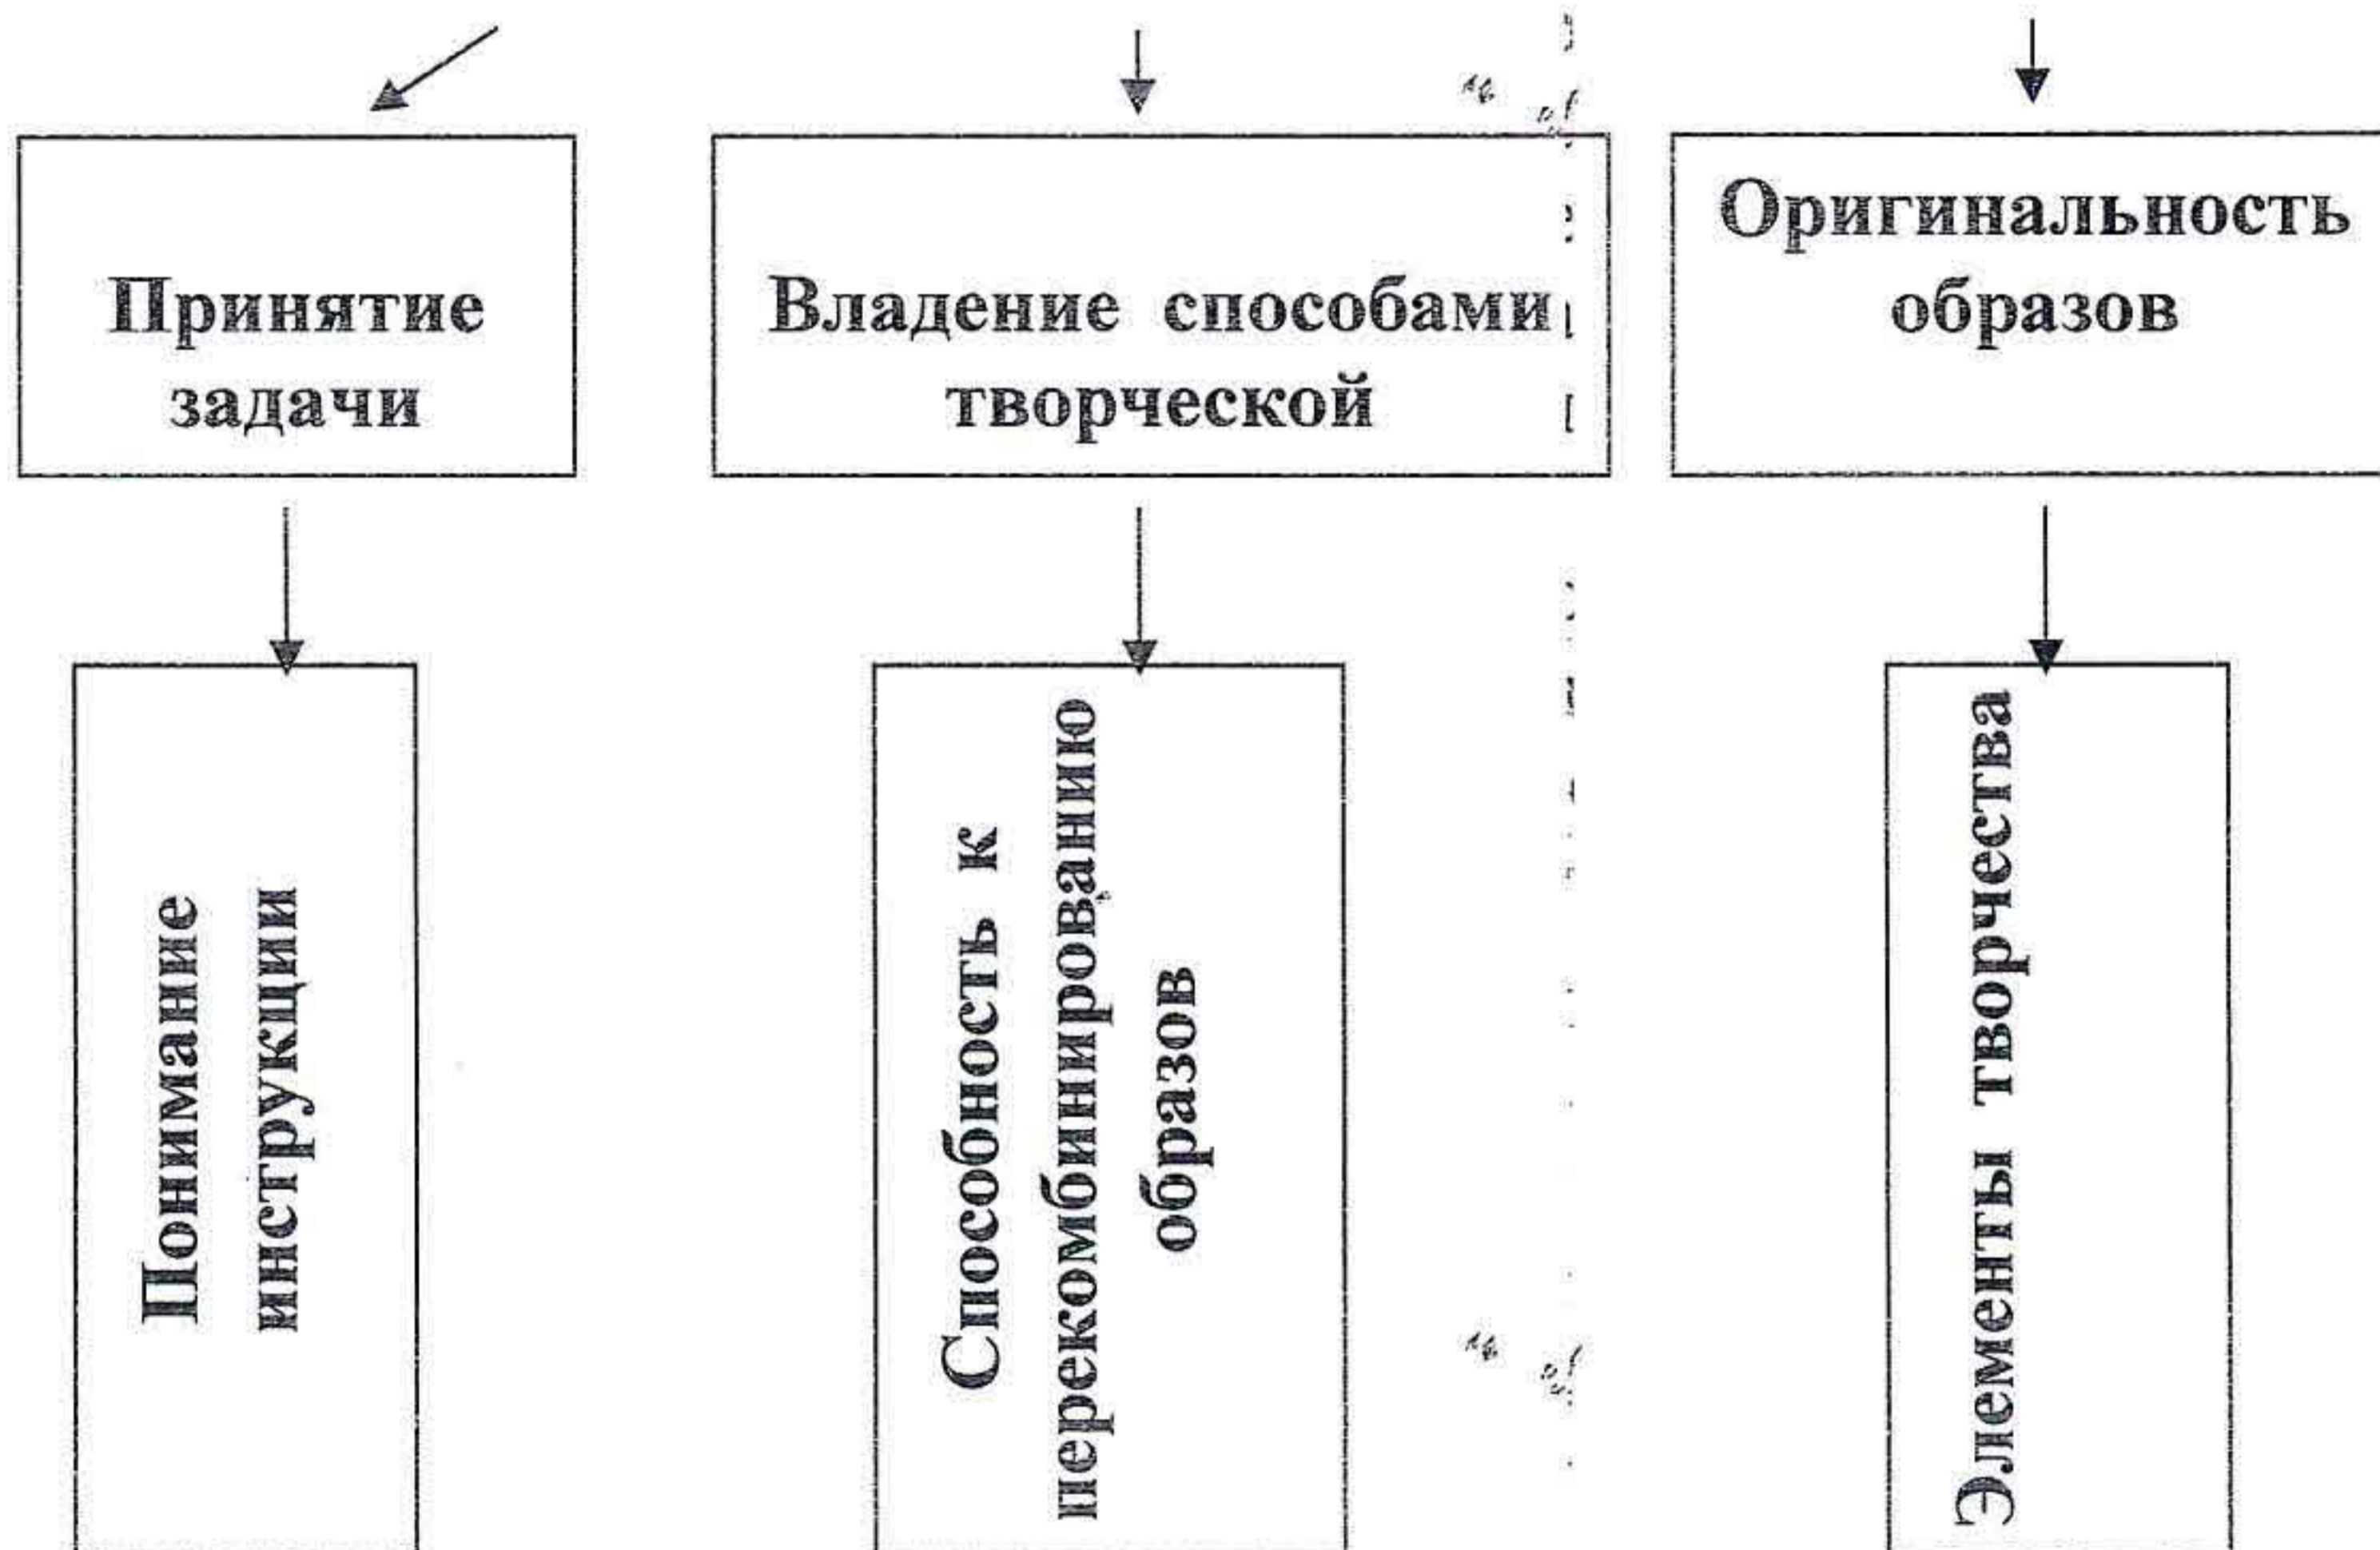 Принятие
задачи
Владение способами
творческой
Оригинальность
образов
Понимание
инструкции
Способность к
перекомбинированию
образов
Элементы творчества